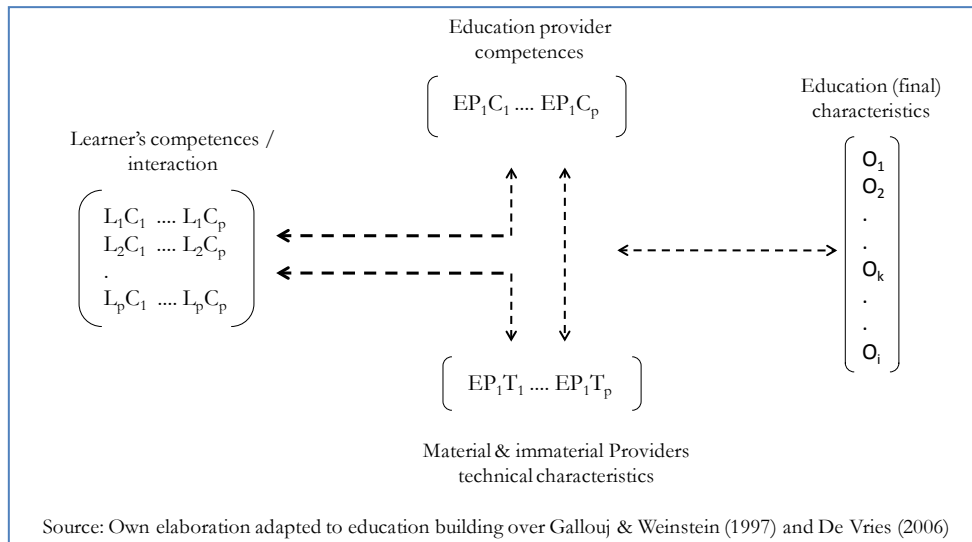 Education provider
competences
EP₁C₁ .... EP₁Cₚ
Education (final)
characteristics
O₁
O₂
.
.
Oₖ
.
.
Oᵢ
Learner's competences /
interaction
L₁C₁ .... L₁Cₚ
L₂C₁ .... L₂Cₚ
.
LₚC₁ .... LₚCₚ
EP₁T₁ .... EP₁Tₚ
Material & immaterial Providers
technical characteristics
Source: Own elaboration adapted to education building over Gallouj & Weinstein (1997) and De Vries (2006)